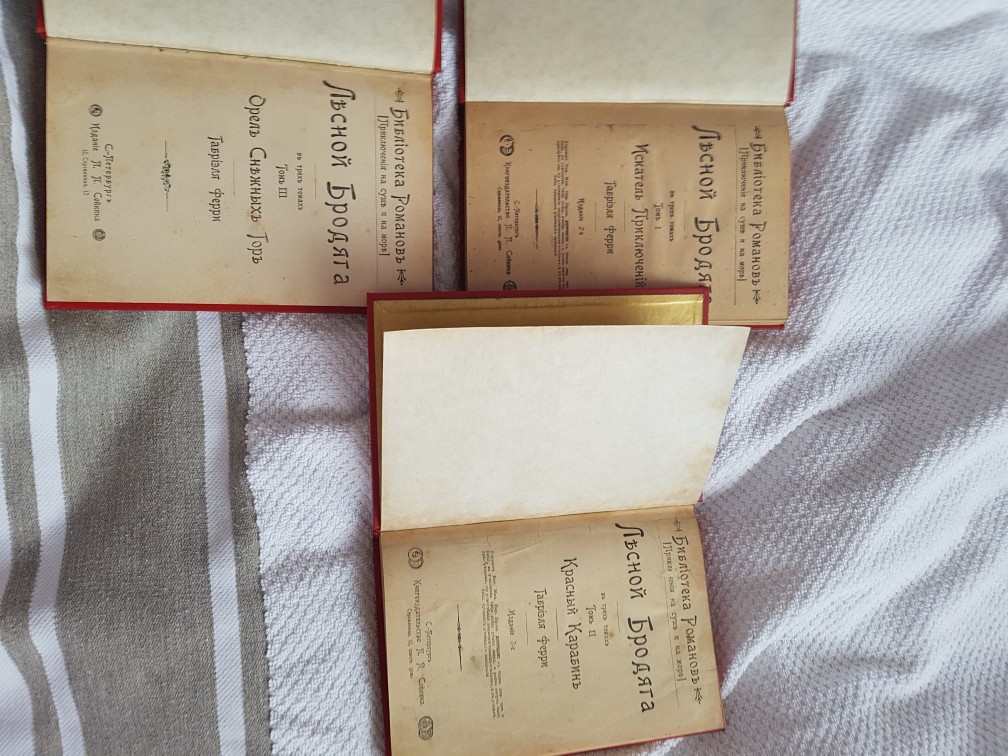 Библіотека Романовъ
[Приключенія на сушѣ и на морѣ]
Лѣсной Бродяга
въ трехъ томахъ
Томъ III
Орелъ Снѣжныхъ Горъ
Габріэля Ферри
С.-Петербургъ
Изданіе П. П. Сойкина
12, Стремянная, 12
Библіотека Романовъ
[Приключенія на сушѣ и на морѣ]
Лѣсной Бродяга
въ трехъ томахъ
Томъ I
Искатель Приключеній
Габріэля Ферри
Изданіе 2-е
С.-Петербургъ
Книгоиздательство П. П. Сойкина
Библіотека Романовъ
[Приключенія на сушѣ и на морѣ]
Лѣсной Бродяга
въ трехъ томахъ
Томъ II
Красный Карабинъ
Габріэля Ферри
Изданіе 2-е
С.-Петербургъ
Книгоиздательство П. П. Сойкина